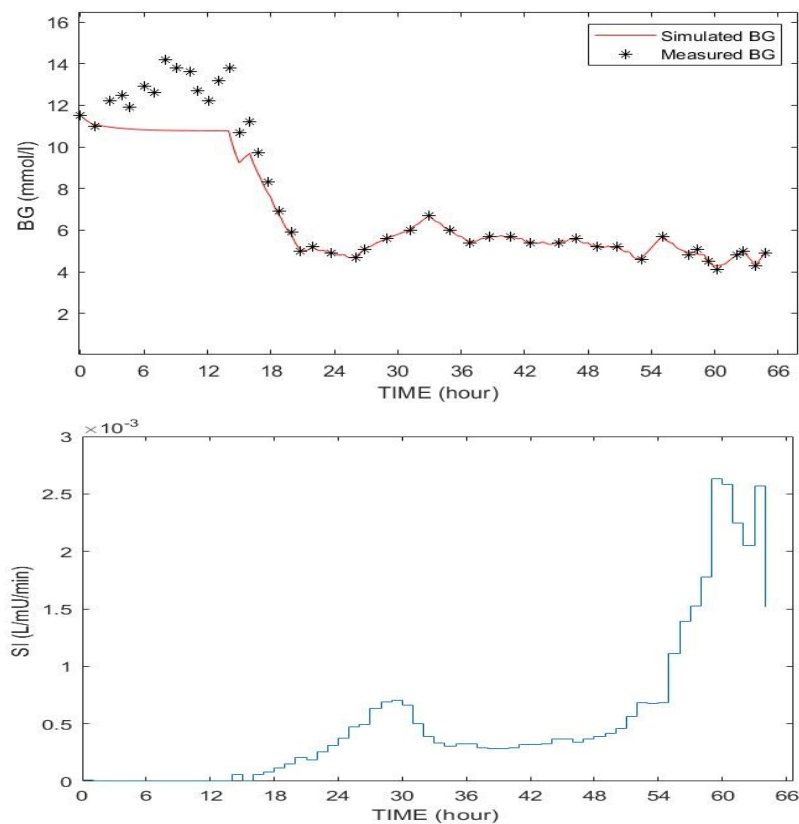 16
14
12
10
8
6
4
2
BG (mmol/l)
Simulated BG
Measured BG
0 6 12 18 24 30 36 42 48 54 60 66
TIME (hour)
×10⁻³
3
2.5
2
1.5
1
0.5
0
SI (L/mU/min)
0 6 12 18 24 30 36 42 48 54 60 66
TIME (hour)